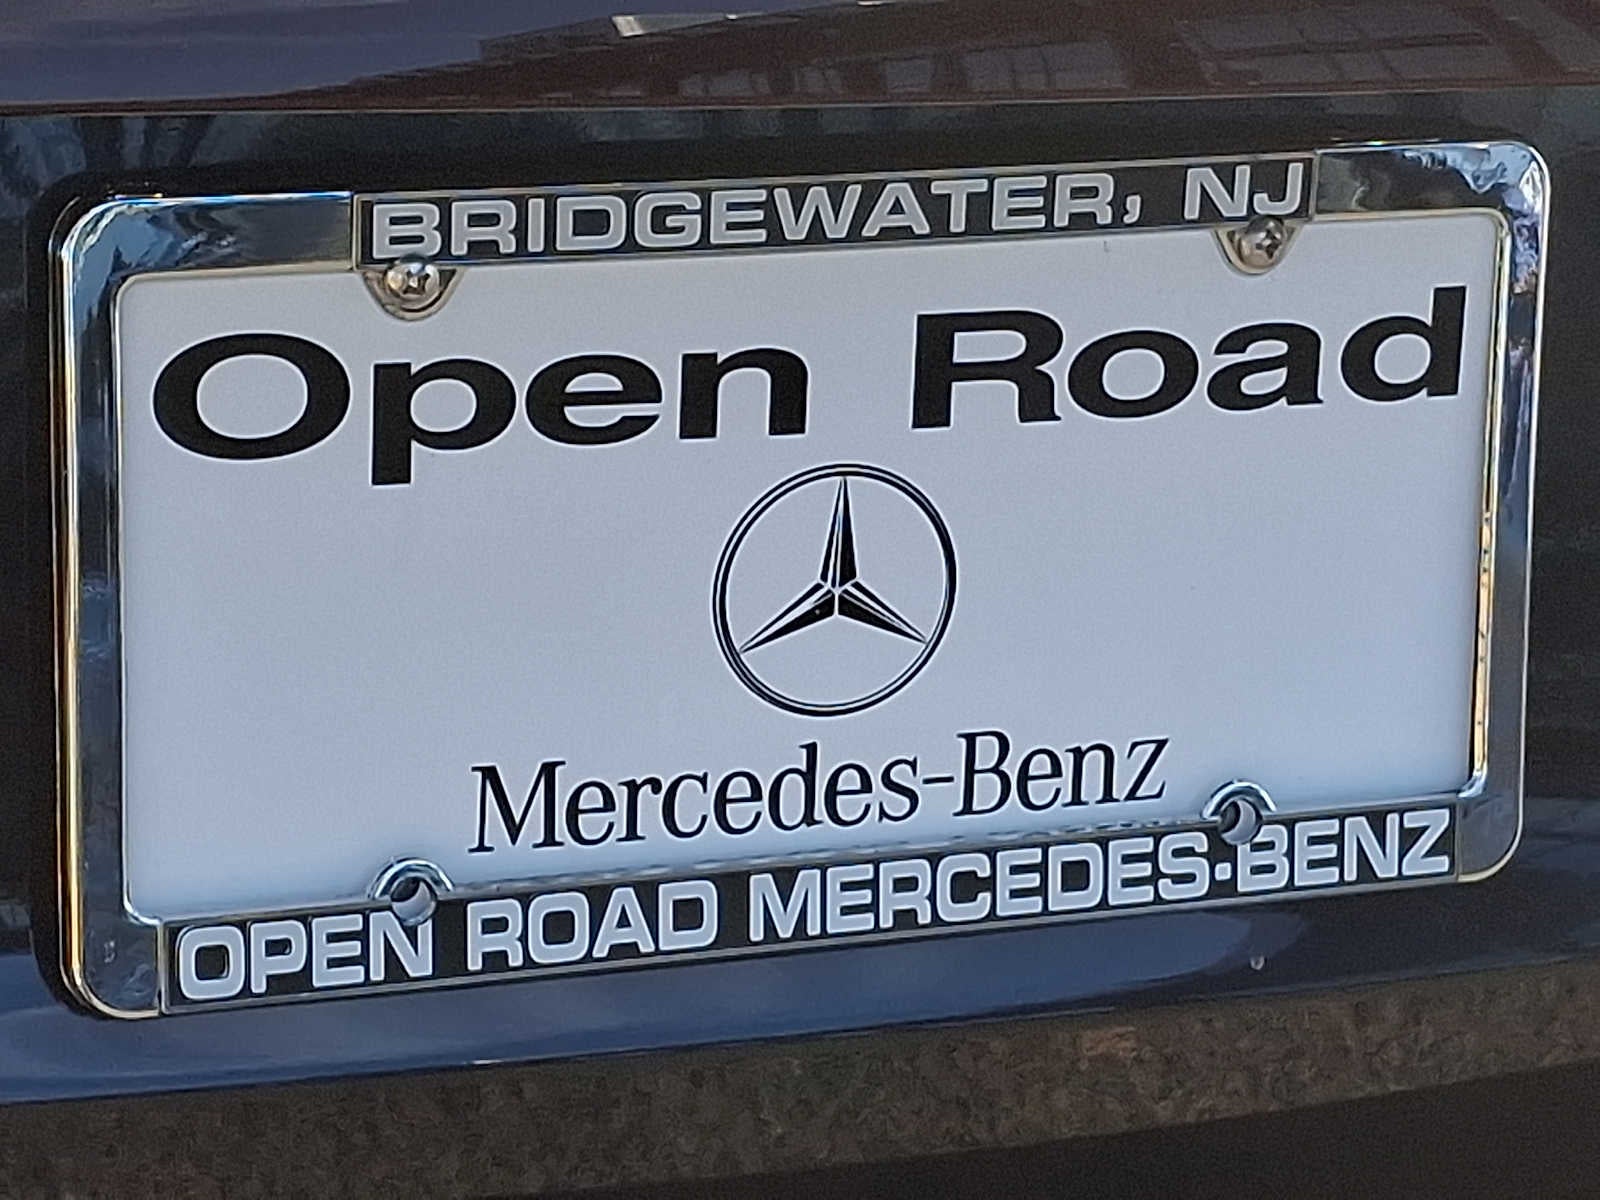 BRIDGEWATER, NJ
Open Road
Mercedes-Benz
OPEN ROAD MERCEDES·BENZ